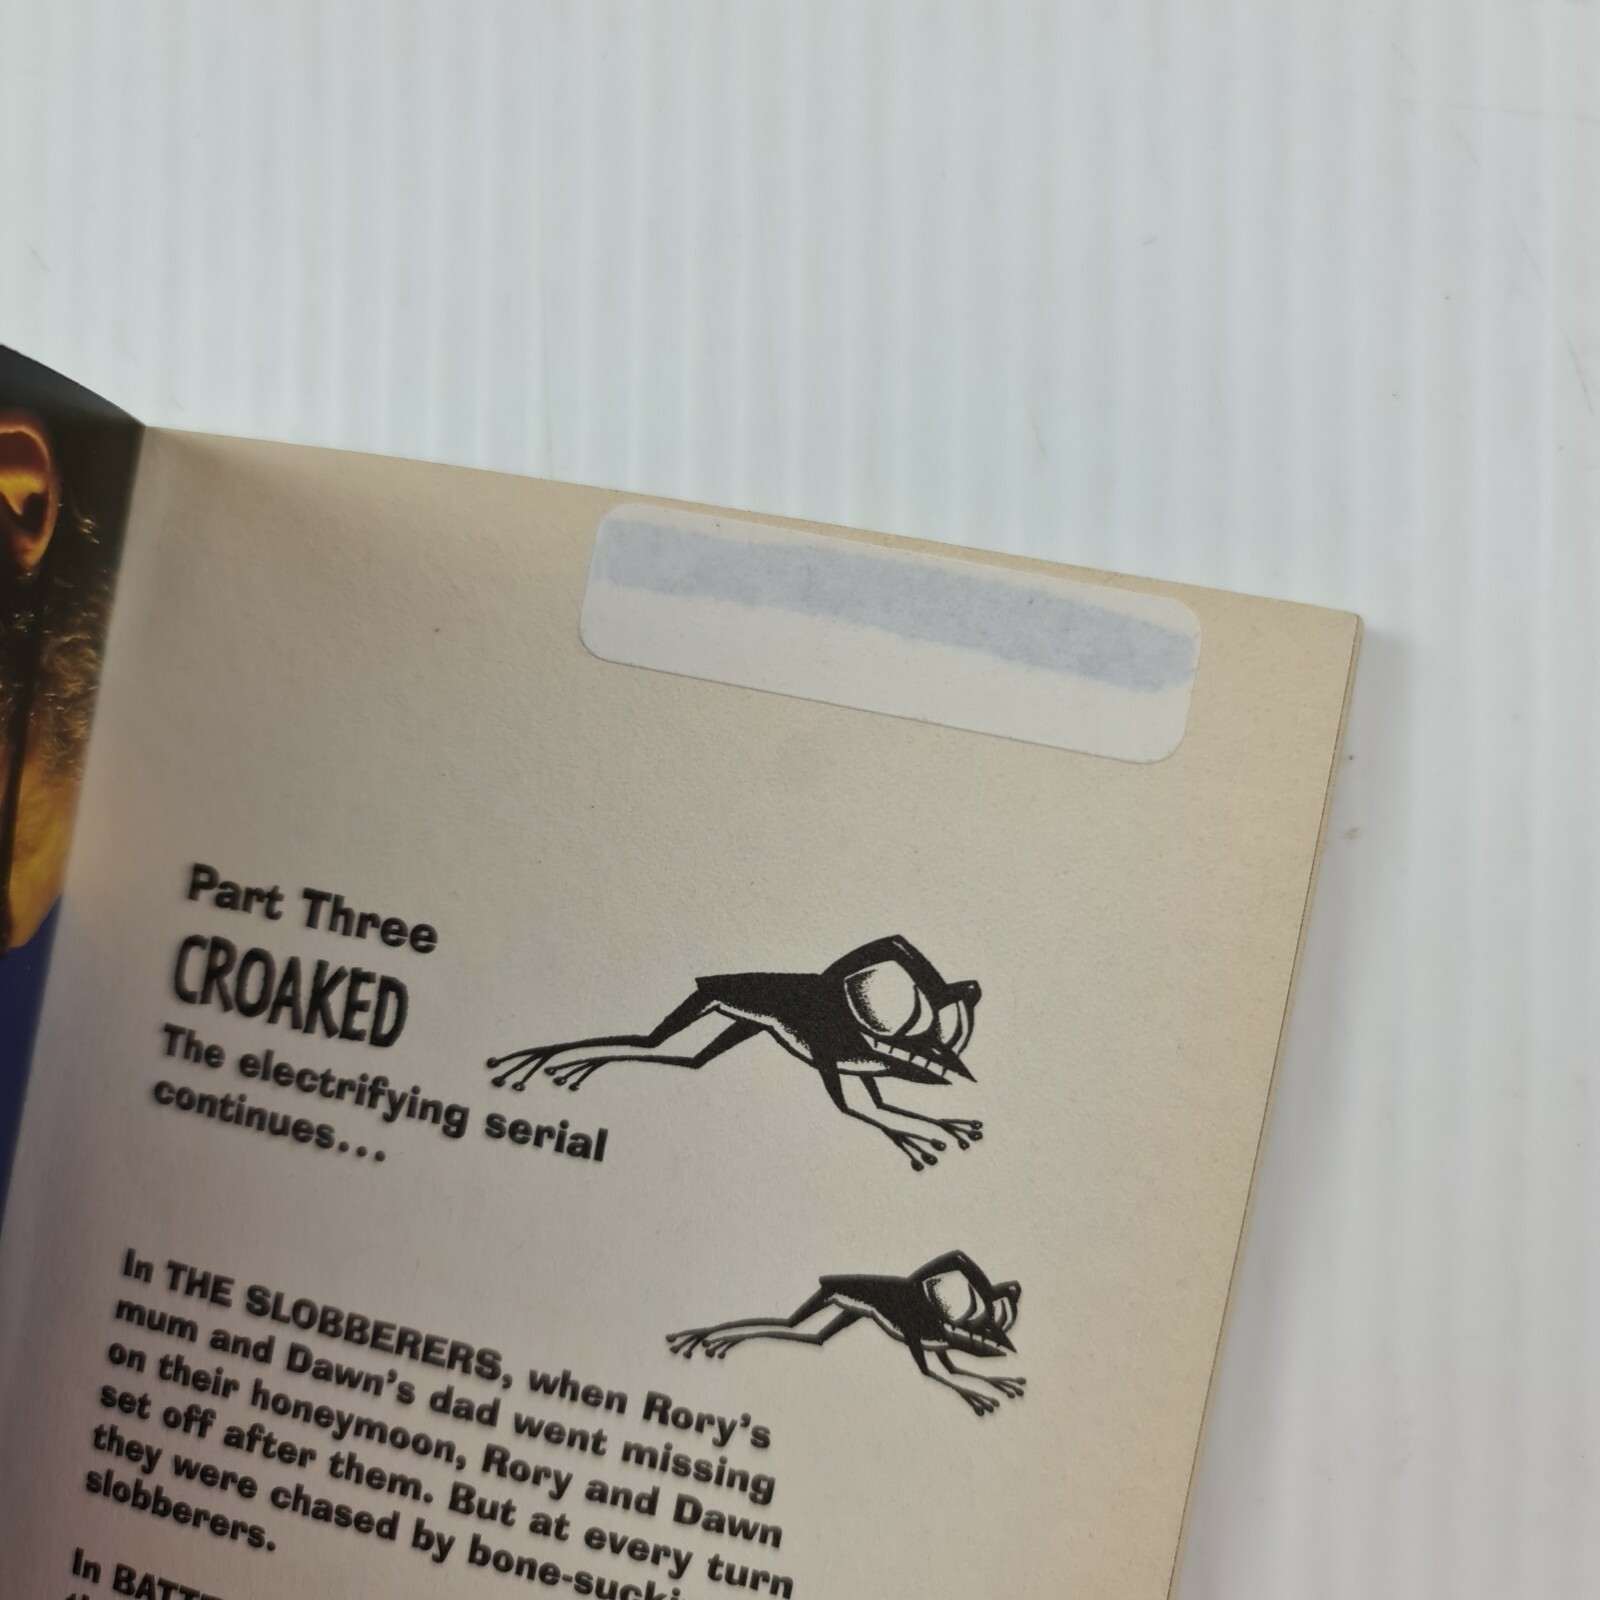 Part Three
CROAKED
The electrifying serial
continues...
In THE SLOBBERERS, when Rory's
mum and Dawn's dad went missing
on their honeymoon, Rory and Dawn
set off after them. But at every turn
they were chased by bone-sucki
slobberers.
In BATT